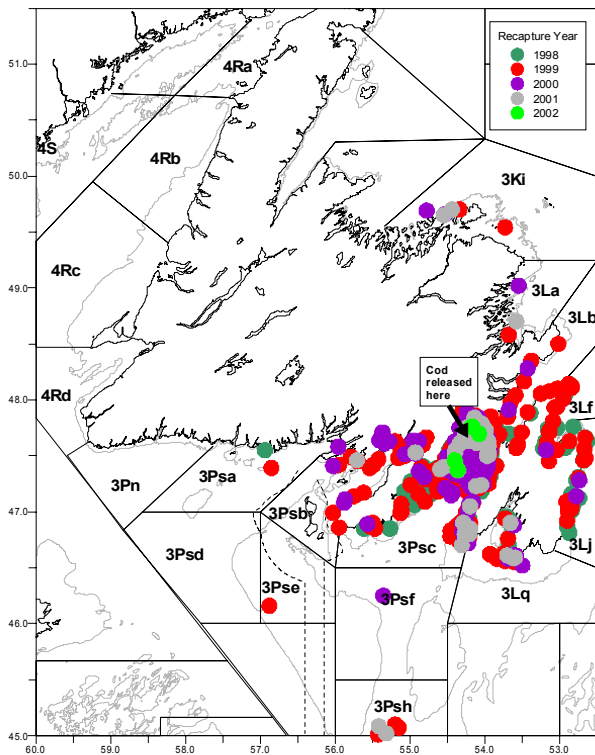 Recapture Year
1998
1999
2000
2001
2002
51.0
4Ra
4S
4Rb
50.0
3Ki
4Rc
49.0
3La
3Lb
Cod
released
here
4Rd
3Lf
48.0
3Pn
3Psa
3Psb
47.0
3Psc
3Lj
3Psd
3Pse
3Psf
3Lq
46.0
3Psh
45.0
60.0
59.0
58.0
57.0
56.0
55.0
54.0
53.0